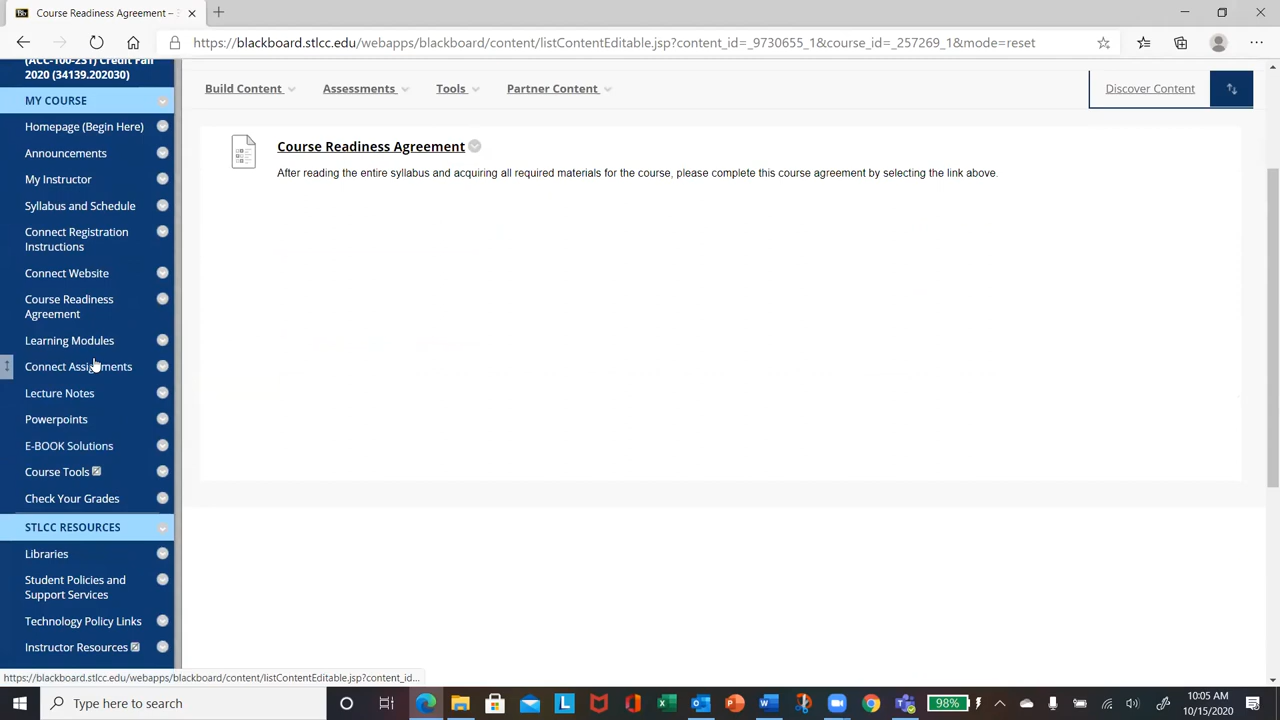 Course Readiness Agreement –
https://blackboard.stlcc.edu/webapps/blackboard/content/listContentEditable.jsp?content_id=_9730655_1&course_id=_257269_1&mode=reset
(ACC-100-231) Credit Fall
2020 (34139.202030)
MY COURSE
Homepage (Begin Here)
Announcements
My Instructor
Syllabus and Schedule
Connect Registration
Instructions
Connect Website
Course Readiness
Agreement
Learning Modules
Connect Assignments
Lecture Notes
Powerpoints
E-BOOK Solutions
Course Tools
Check Your Grades
STLCC RESOURCES
Libraries
Student Policies and
Support Services
Technology Policy Links
Instructor Resources
Build Content
Assessments
Tools
Partner Content
Discover Content
Course Readiness Agreement
After reading the entire syllabus and acquiring all required materials for the course, please complete this course agreement by selecting the link above.
https://blackboard.stlcc.edu/webapps/blackboard/content/listContentEditable.jsp?content_id...
Type here to search
98%
10:05 AM
10/15/2020